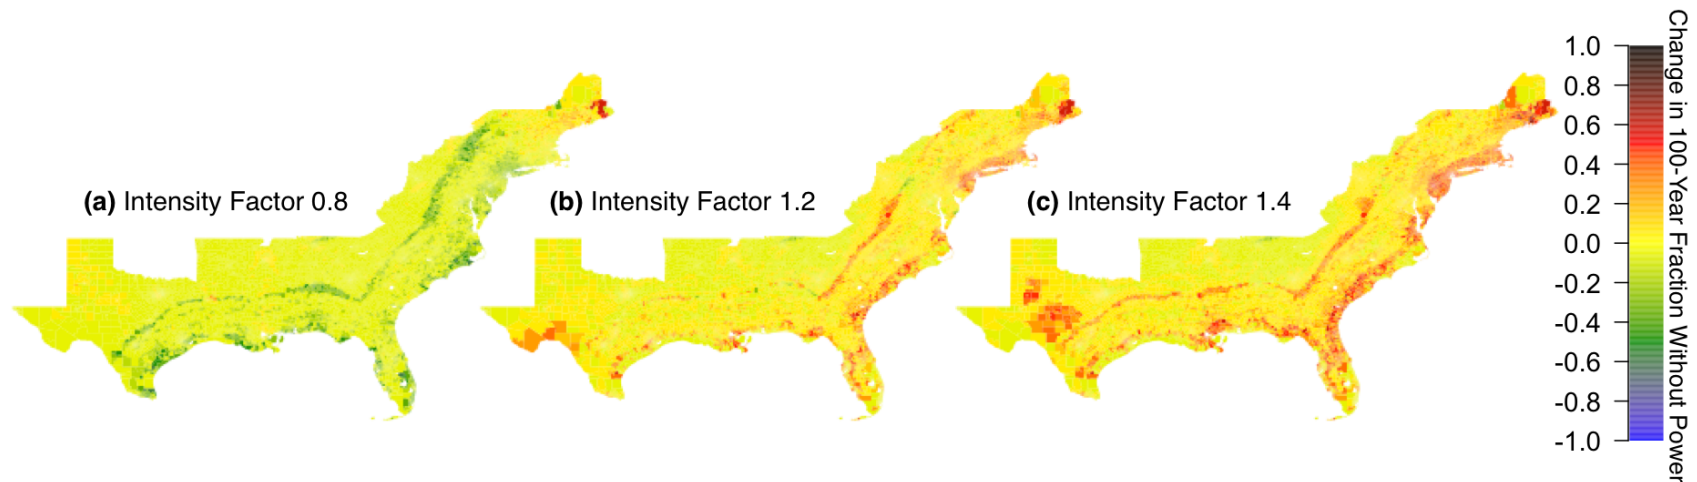 (a) Intensity Factor 0.8
(b) Intensity Factor 1.2
(c) Intensity Factor 1.4
1.0
0.8
0.6
0.4
0.2
0.0
-0.2
-0.4
-0.6
-0.8
-1.0
Change in 100-Year Fraction Without Power